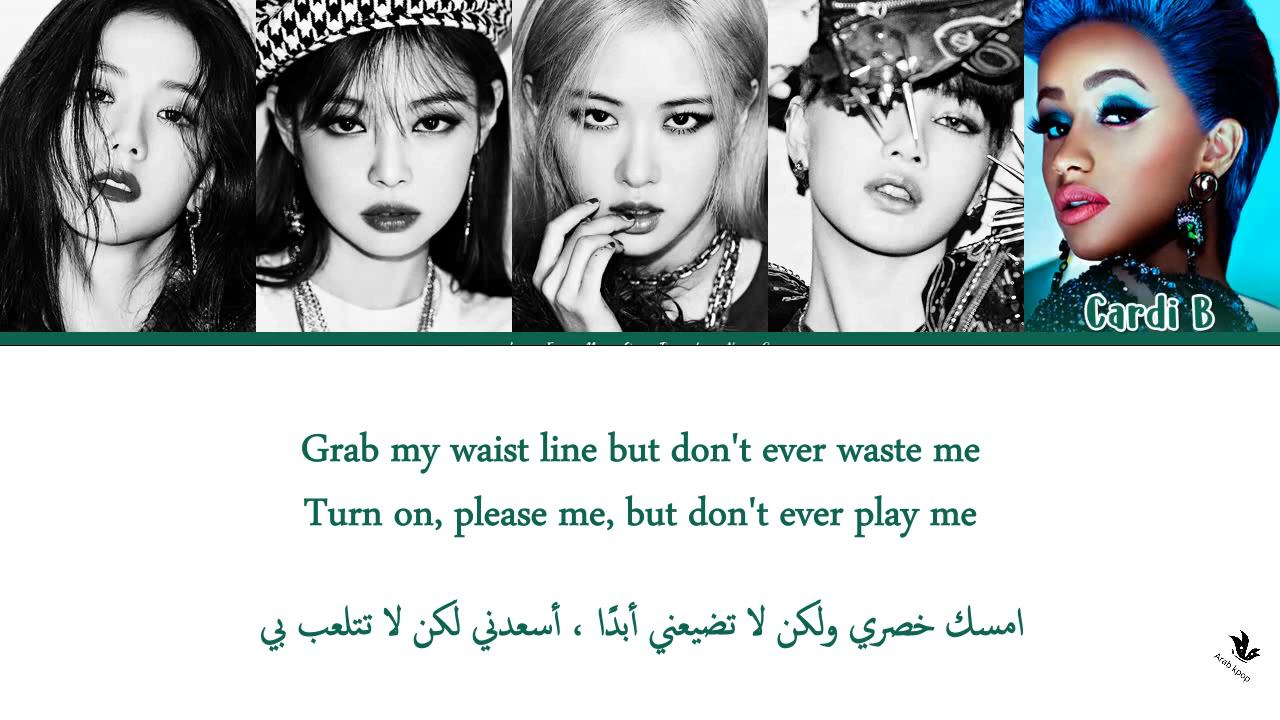 Cardi B
Grab my waist line but don't ever waste me
Turn on, please me, but don't ever play me
امسك خصري ولكن لا تضيعني أبدًا ، أسعدني لكن لا تتلعب بي
Arab kpop